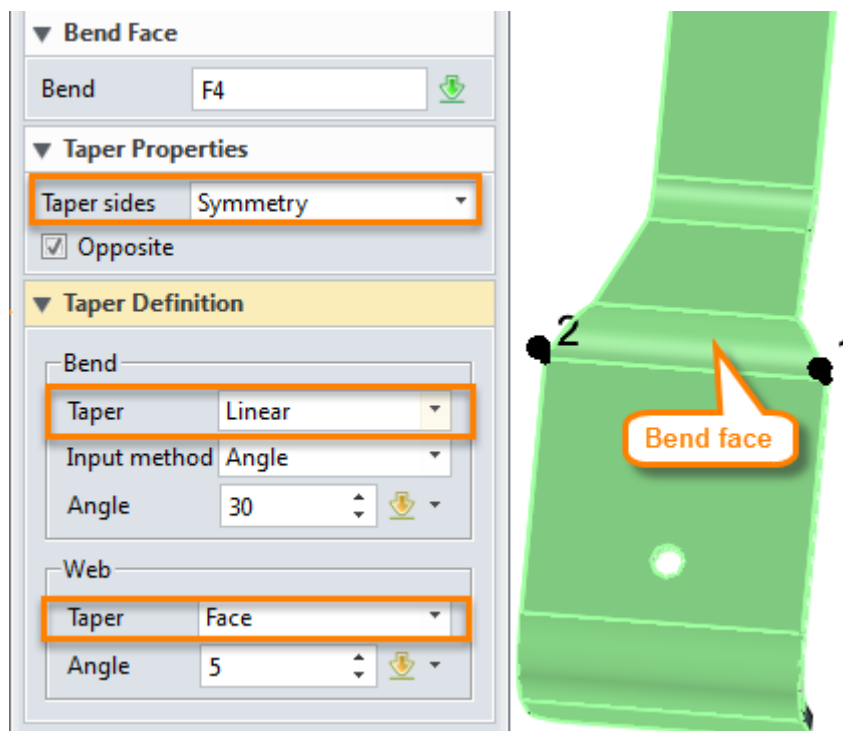 Bend Face
Bend F4
Taper Properties
Taper sides Symmetry
Opposite
Taper Definition
Bend
Taper Linear
Input method Angle
Angle 30
Web
Taper Face
Angle 5
2
1
Bend face